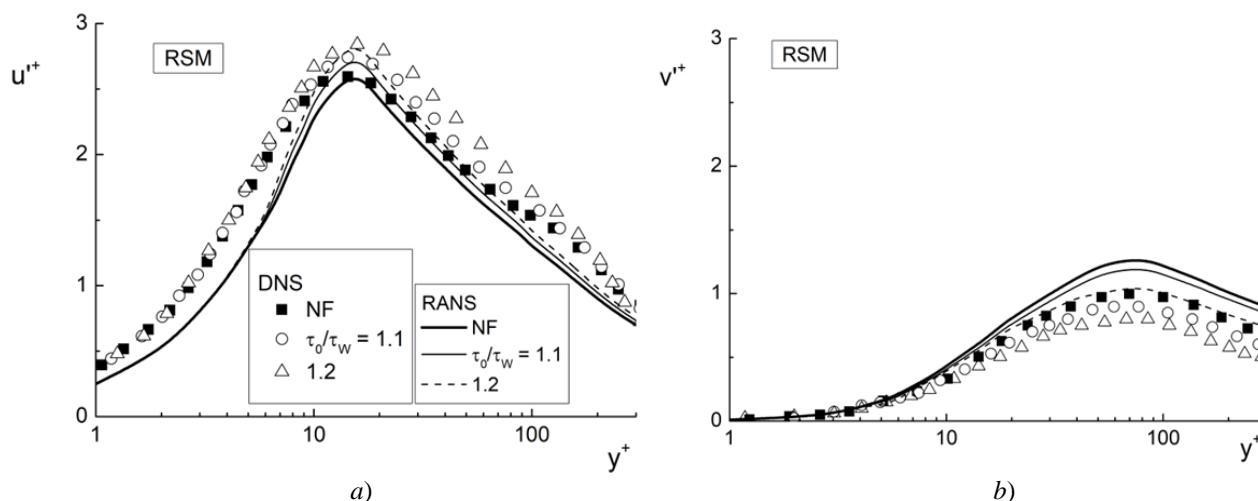 3
RSM
u'+
2
1
DNS
NF
τ0/τW = 1.1
1.2
RANS
NF
τ0/τW = 1.1
1.2
0
1
10
100
y+
a)
3
RSM
v'+
2
1
0
1
10
100
y+
b)